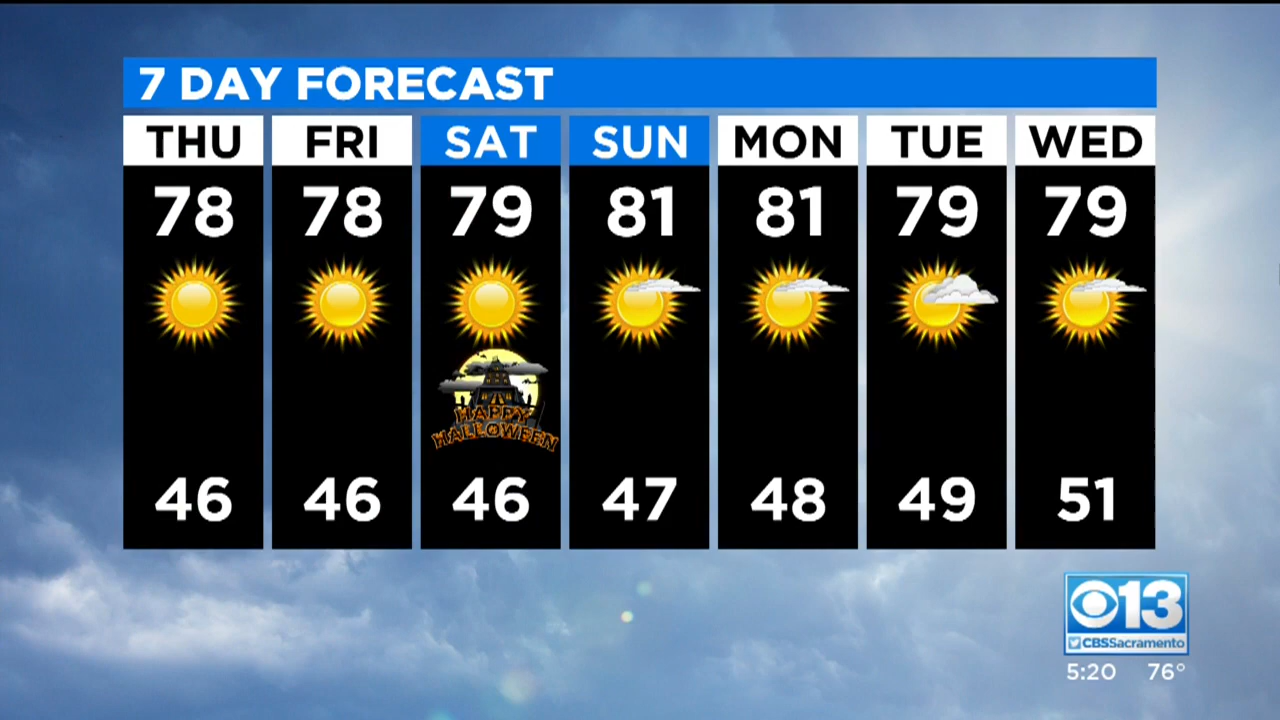 7 DAY FORECAST
THU FRI SAT SUN MON TUE WED
78 78 79 81 81 79 79
HAPPY
HALLOWEEN
46 46 46 47 48 49 51
13
CBSSacramento
5:20 76°